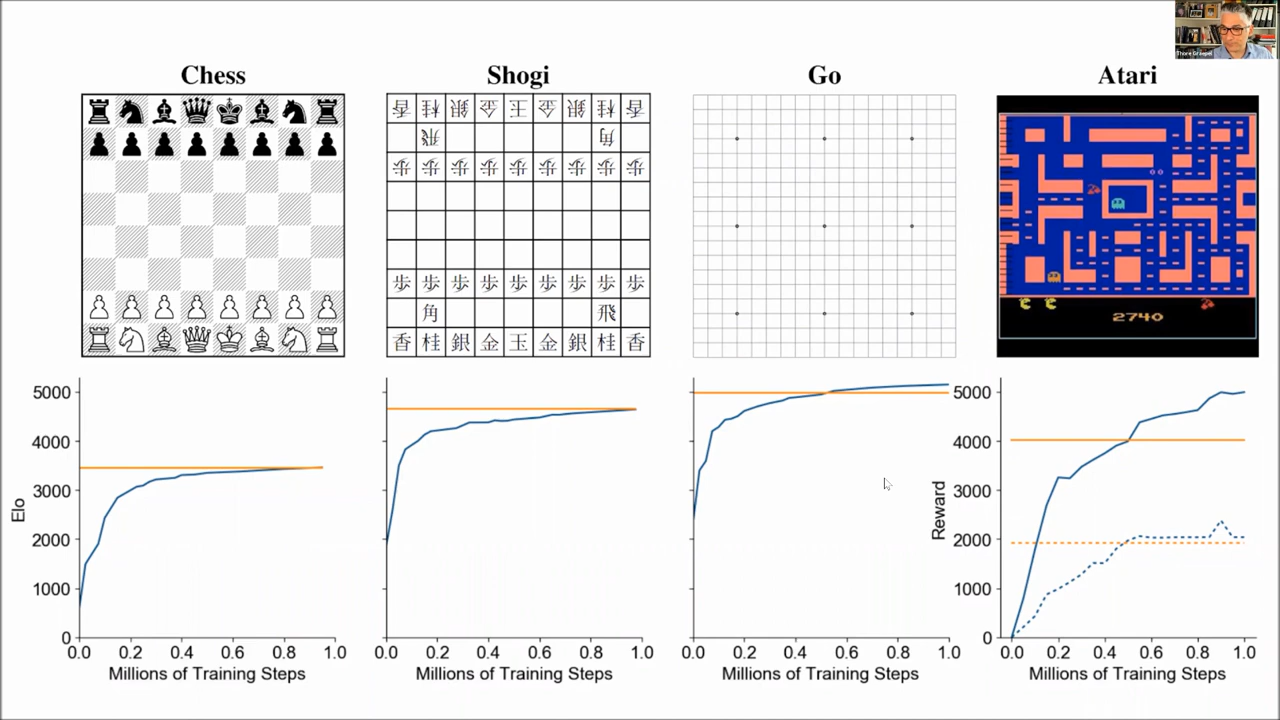 Thore Graepel
Chess
Shogi
Go
Atari
香 桂 銀 金 王 金 銀 桂 香
飛 角
歩 歩 歩 歩 歩 歩 歩 歩 歩
歩 歩 歩 歩 歩 歩 歩 歩 歩
角 飛
香 桂 銀 金 王 金 銀 桂 香
2740
Elo
5000
4000
3000
2000
1000
0
0.0 0.2 0.4 0.6 0.8 1.0
Millions of Training Steps
0.0 0.2 0.4 0.6 0.8 1.0
Millions of Training Steps
0.0 0.2 0.4 0.6 0.8 1.0
Millions of Training Steps
Reward
5000
4000
3000
2000
1000
0
0.0 0.2 0.4 0.6 0.8 1.0
Millions of Training Steps